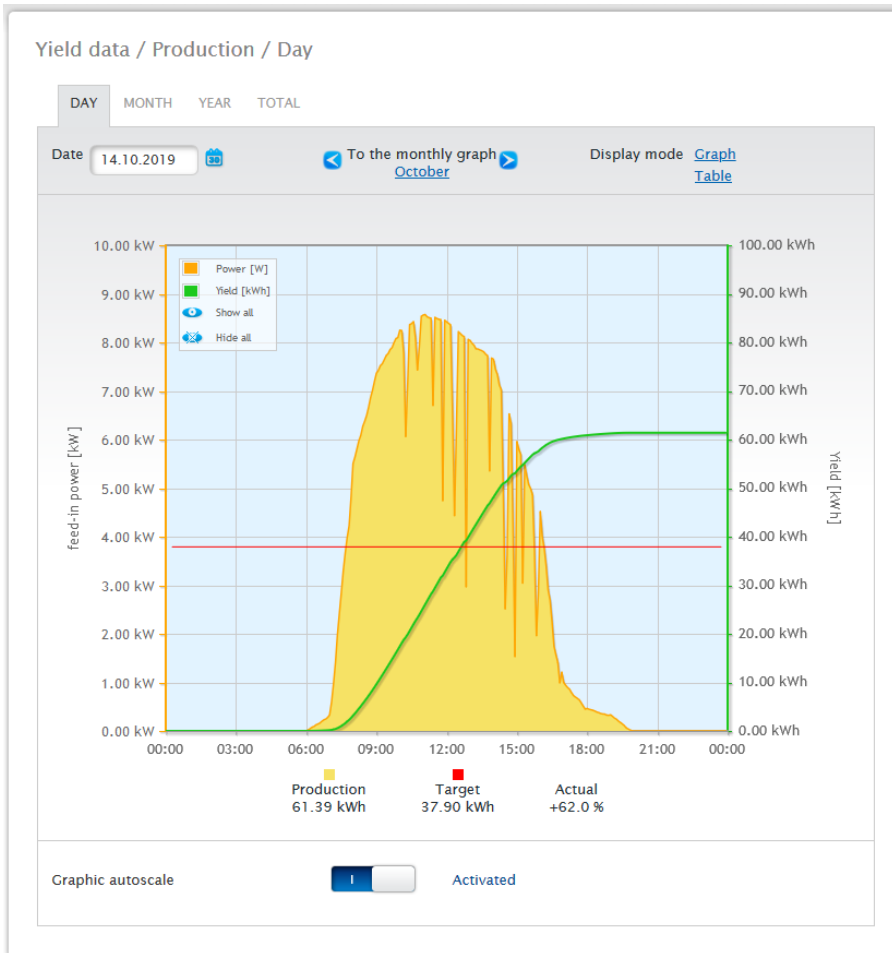 Yield data / Production / Day
DAY MONTH YEAR TOTAL
Date 14.10.2019 30 To the monthly graph Display mode Graph
October Table
10.00 kW 100.00 kWh
Power [W]
Yield [kWh]
Show all
Hide all
9.00 kW 90.00 kWh
8.00 kW 80.00 kWh
7.00 kW 70.00 kWh
6.00 kW 60.00 kWh
feed-in power [kW] Yield [kWh]
5.00 kW 50.00 kWh
4.00 kW 40.00 kWh
3.00 kW 30.00 kWh
2.00 kW 20.00 kWh
1.00 kW 10.00 kWh
0.00 kW 0.00 kWh
00:00 03:00 06:00 09:00 12:00 15:00 18:00 21:00 00:00
Production Target Actual
61.39 kWh 37.90 kWh +62.0 %
Graphic autoscale I Activated